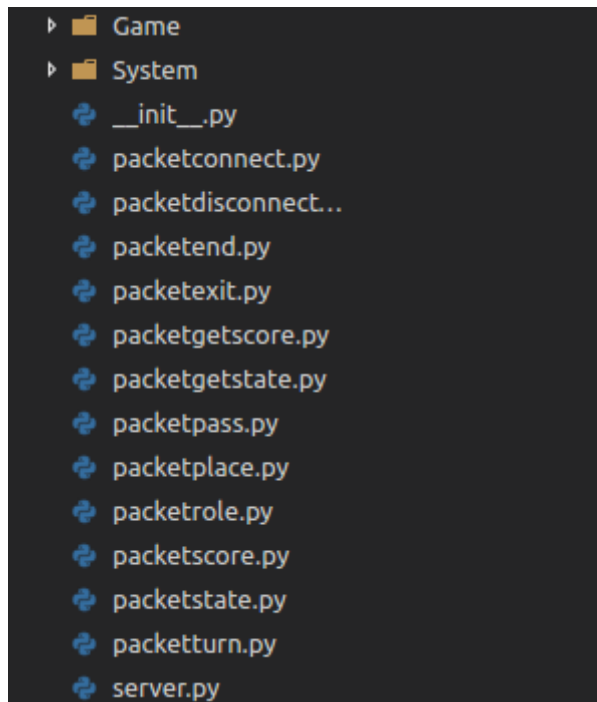 Game
System
__init__.py
packetconnect.py
packetdisconnect...
packetend.py
packetexit.py
packetgetscore.py
packetgetstate.py
packetpass.py
packetplace.py
packetrole.py
packetscore.py
packetstate.py
packetturn.py
server.py